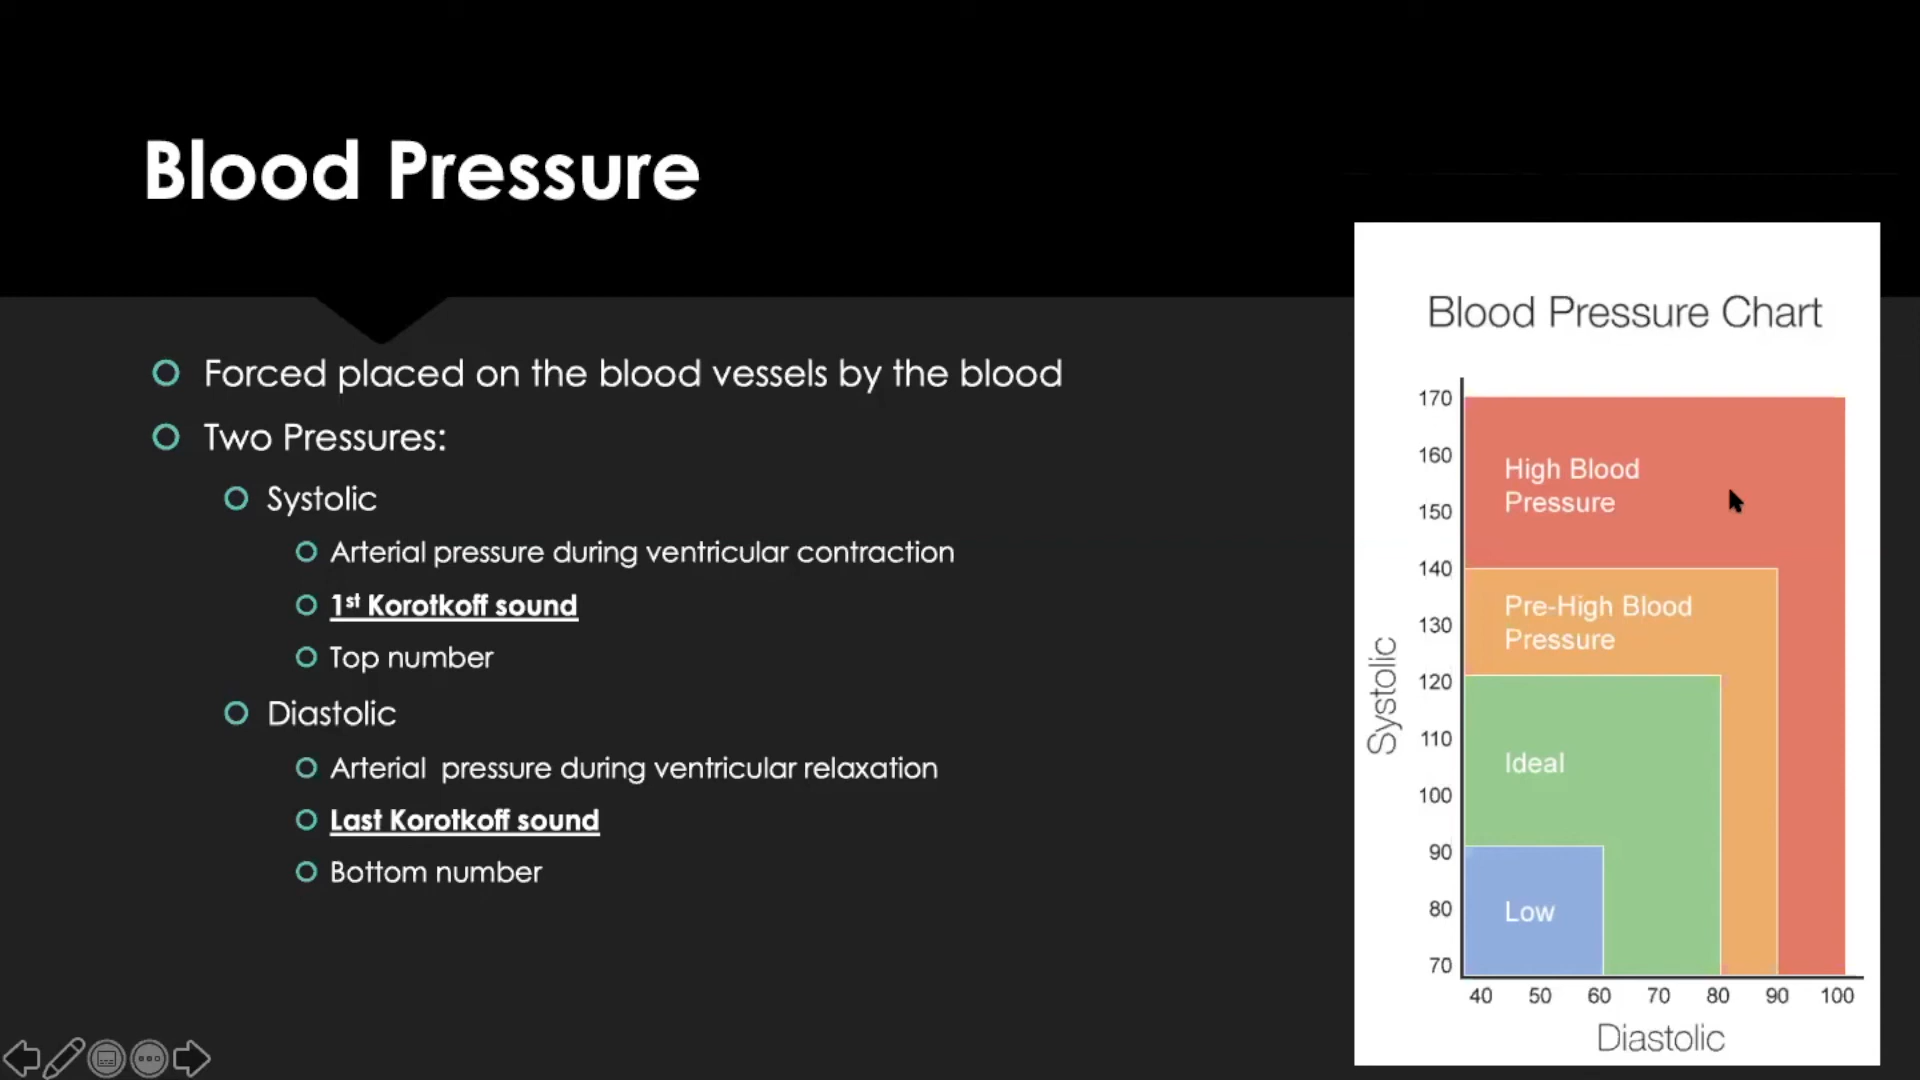 Blood Pressure
Forced placed on the blood vessels by the blood
Two Pressures:
Systolic
Arterial pressure during ventricular contraction
1st Korotkoff sound
Top number
Diastolic
Arterial  pressure during ventricular relaxation
Last Korotkoff sound
Bottom number
Blood Pressure Chart
170
160
150
140
130
120
110
100
90
80
70
Systolic
High Blood
Pressure
Pre-High Blood
Pressure
Ideal
Low
40 50 60 70 80 90 100
Diastolic